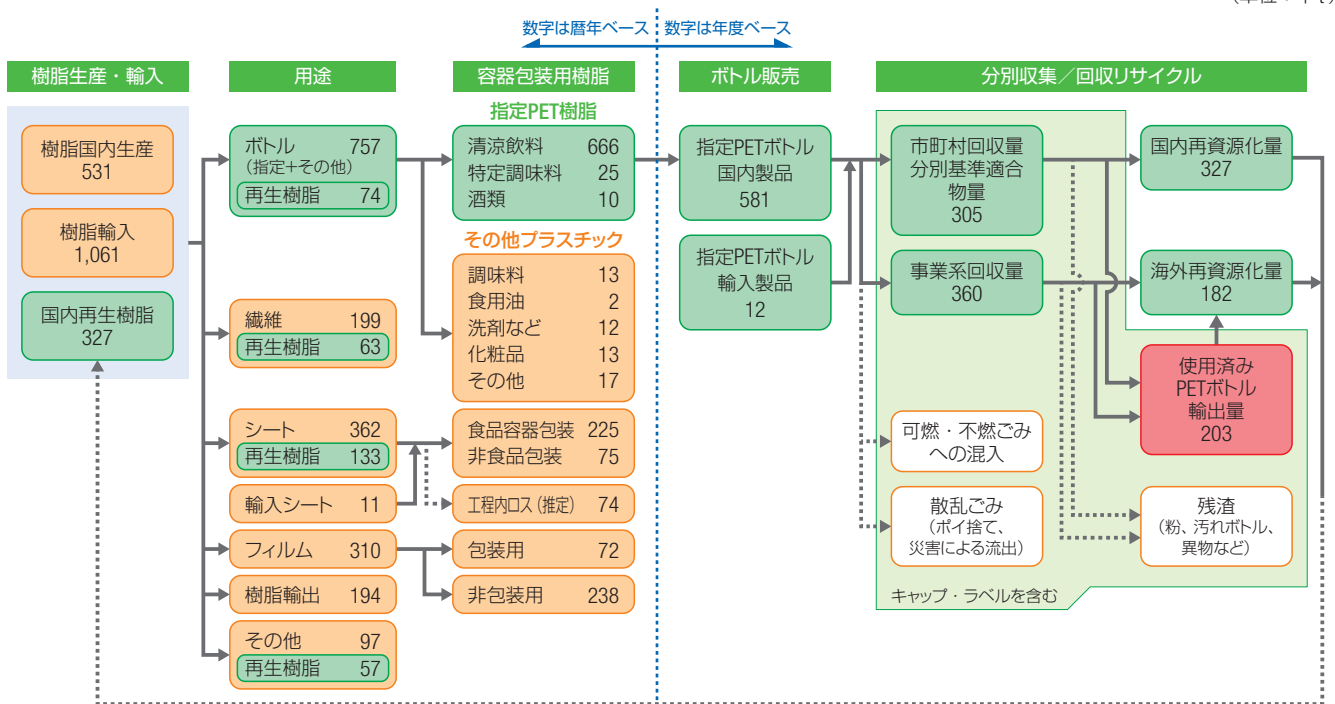 数字は暦年ベース
数字は年度ベース
樹脂生産・輸入
用途
容器包装用樹脂
ボトル販売
分別収集/回収リサイクル
樹脂国内生産
531
樹脂輸入
1,061
国内再生樹脂
327
ボトル 757
(指定+その他)
再生樹脂 74
繊維 199
再生樹脂 63
シート 362
再生樹脂 133
輸入シート 11
フィルム 310
樹脂輸出 194
その他 97
再生樹脂 57
指定PET樹脂
清涼飲料 666
特定調味料 25
酒類 10
その他プラスチック
調味料 13
食用油 2
洗剤など 12
化粧品 13
その他 17
食品容器包装 225
非食品包装 75
工程内ロス(推定) 74
包装用 72
非包装用 238
指定PETボトル
国内製品
581
指定PETボトル
輸入製品
12
市町村回収量
分別基準適合
物量
305
事業系回収量
360
可燃・不燃ごみ
への混入
散乱ごみ
(ポイ捨て、
災害による流出)
キャップ・ラベルを含む
国内再資源化量
327
海外再資源化量
182
使用済み
PETボトル
輸出量
203
残渣
(粉、汚れボトル、
異物など)